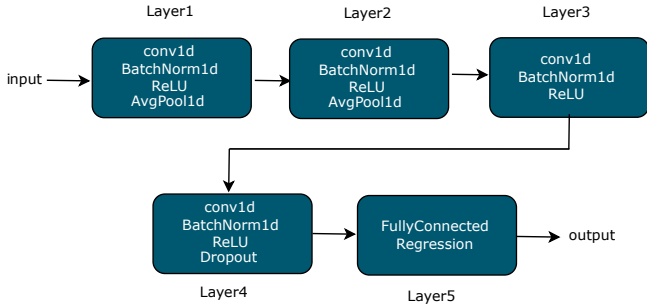 Layer1
Layer2
Layer3
input
conv1d
BatchNorm1d
ReLU
AvgPool1d
conv1d
BatchNorm1d
ReLU
AvgPool1d
conv1d
BatchNorm1d
ReLU
conv1d
BatchNorm1d
ReLU
Dropout
FullyConnected
Regression
output
Layer4
Layer5